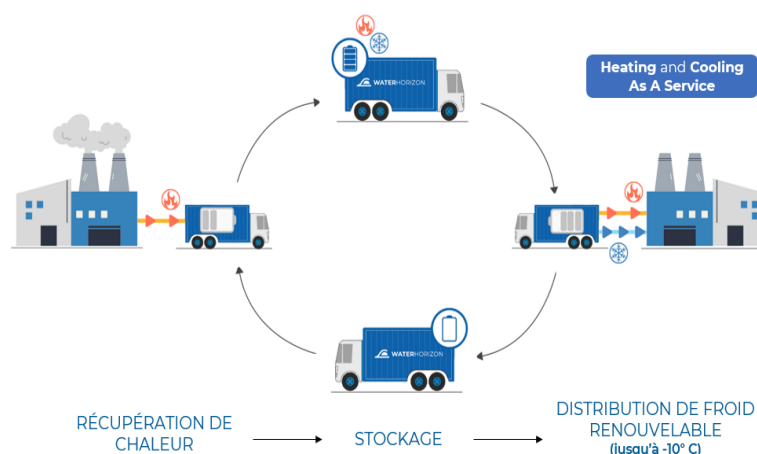 WATERHORIZON
Heating and Cooling
As A Service
WATERHORIZON
RÉCUPÉRATION DE
CHALEUR
STOCKAGE
DISTRIBUTION DE FROID
RENOUVELABLE
(jusqu'à -10° C)